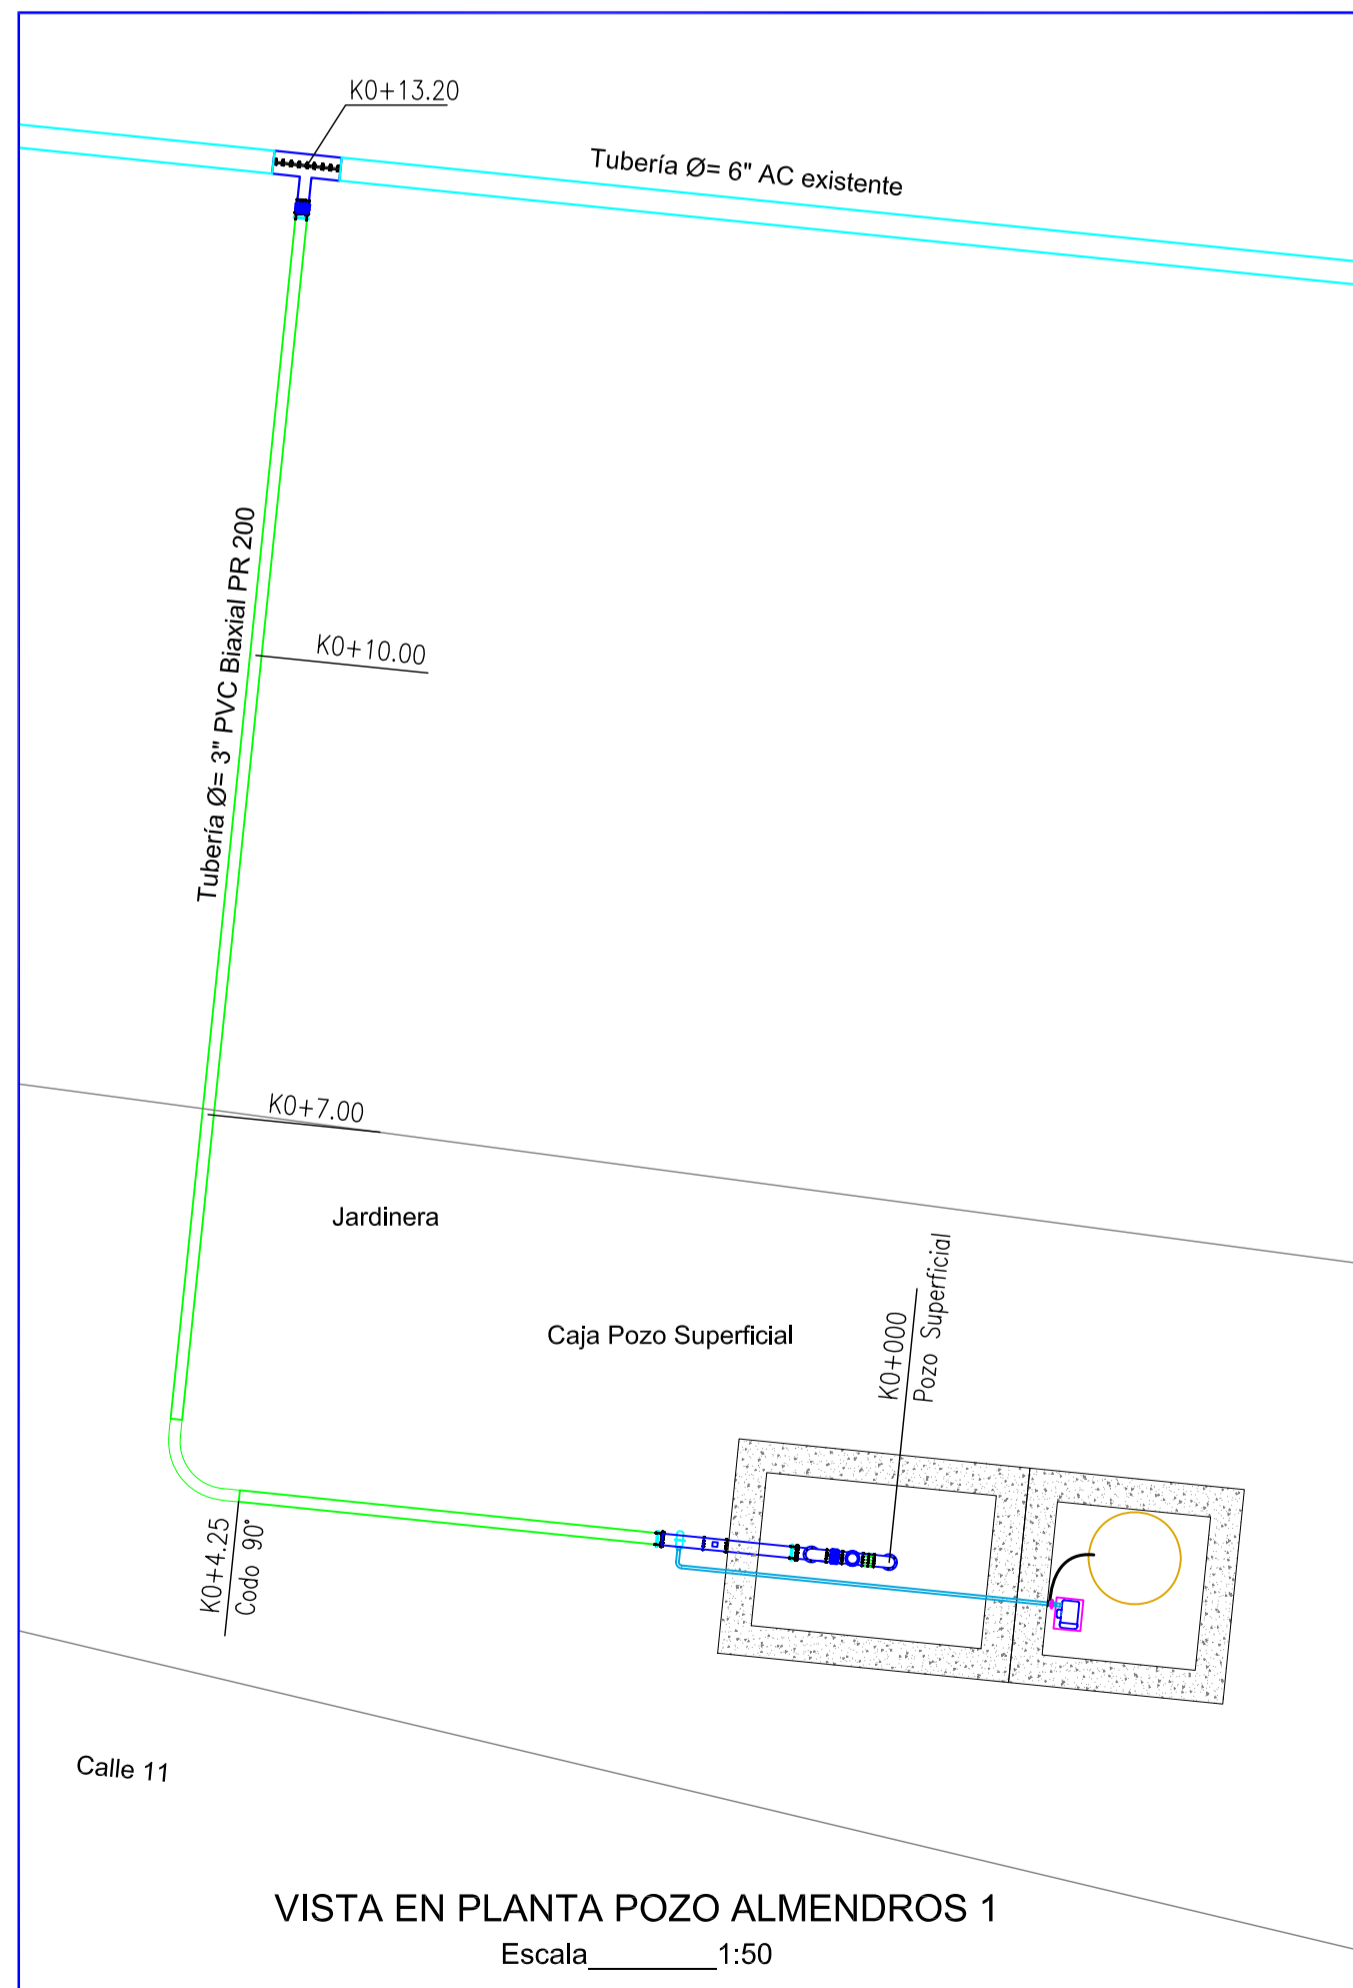 K0+13.20
Tubería Ø= 6" AC existente
Tubería Ø= 3" PVC Biaxial PR 200
K0+10.00
K0+7.00
Jardinera
Caja Pozo Superficial
K0+000
Pozo Superficial
K0+4.25
Codo 90°
Calle 11
VISTA EN PLANTA POZO ALMENDROS 1
Escala________1:50